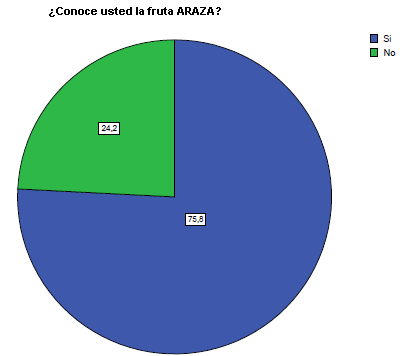 ¿Conoce usted la fruta ARAZA?
Si
No
24,2
75,8